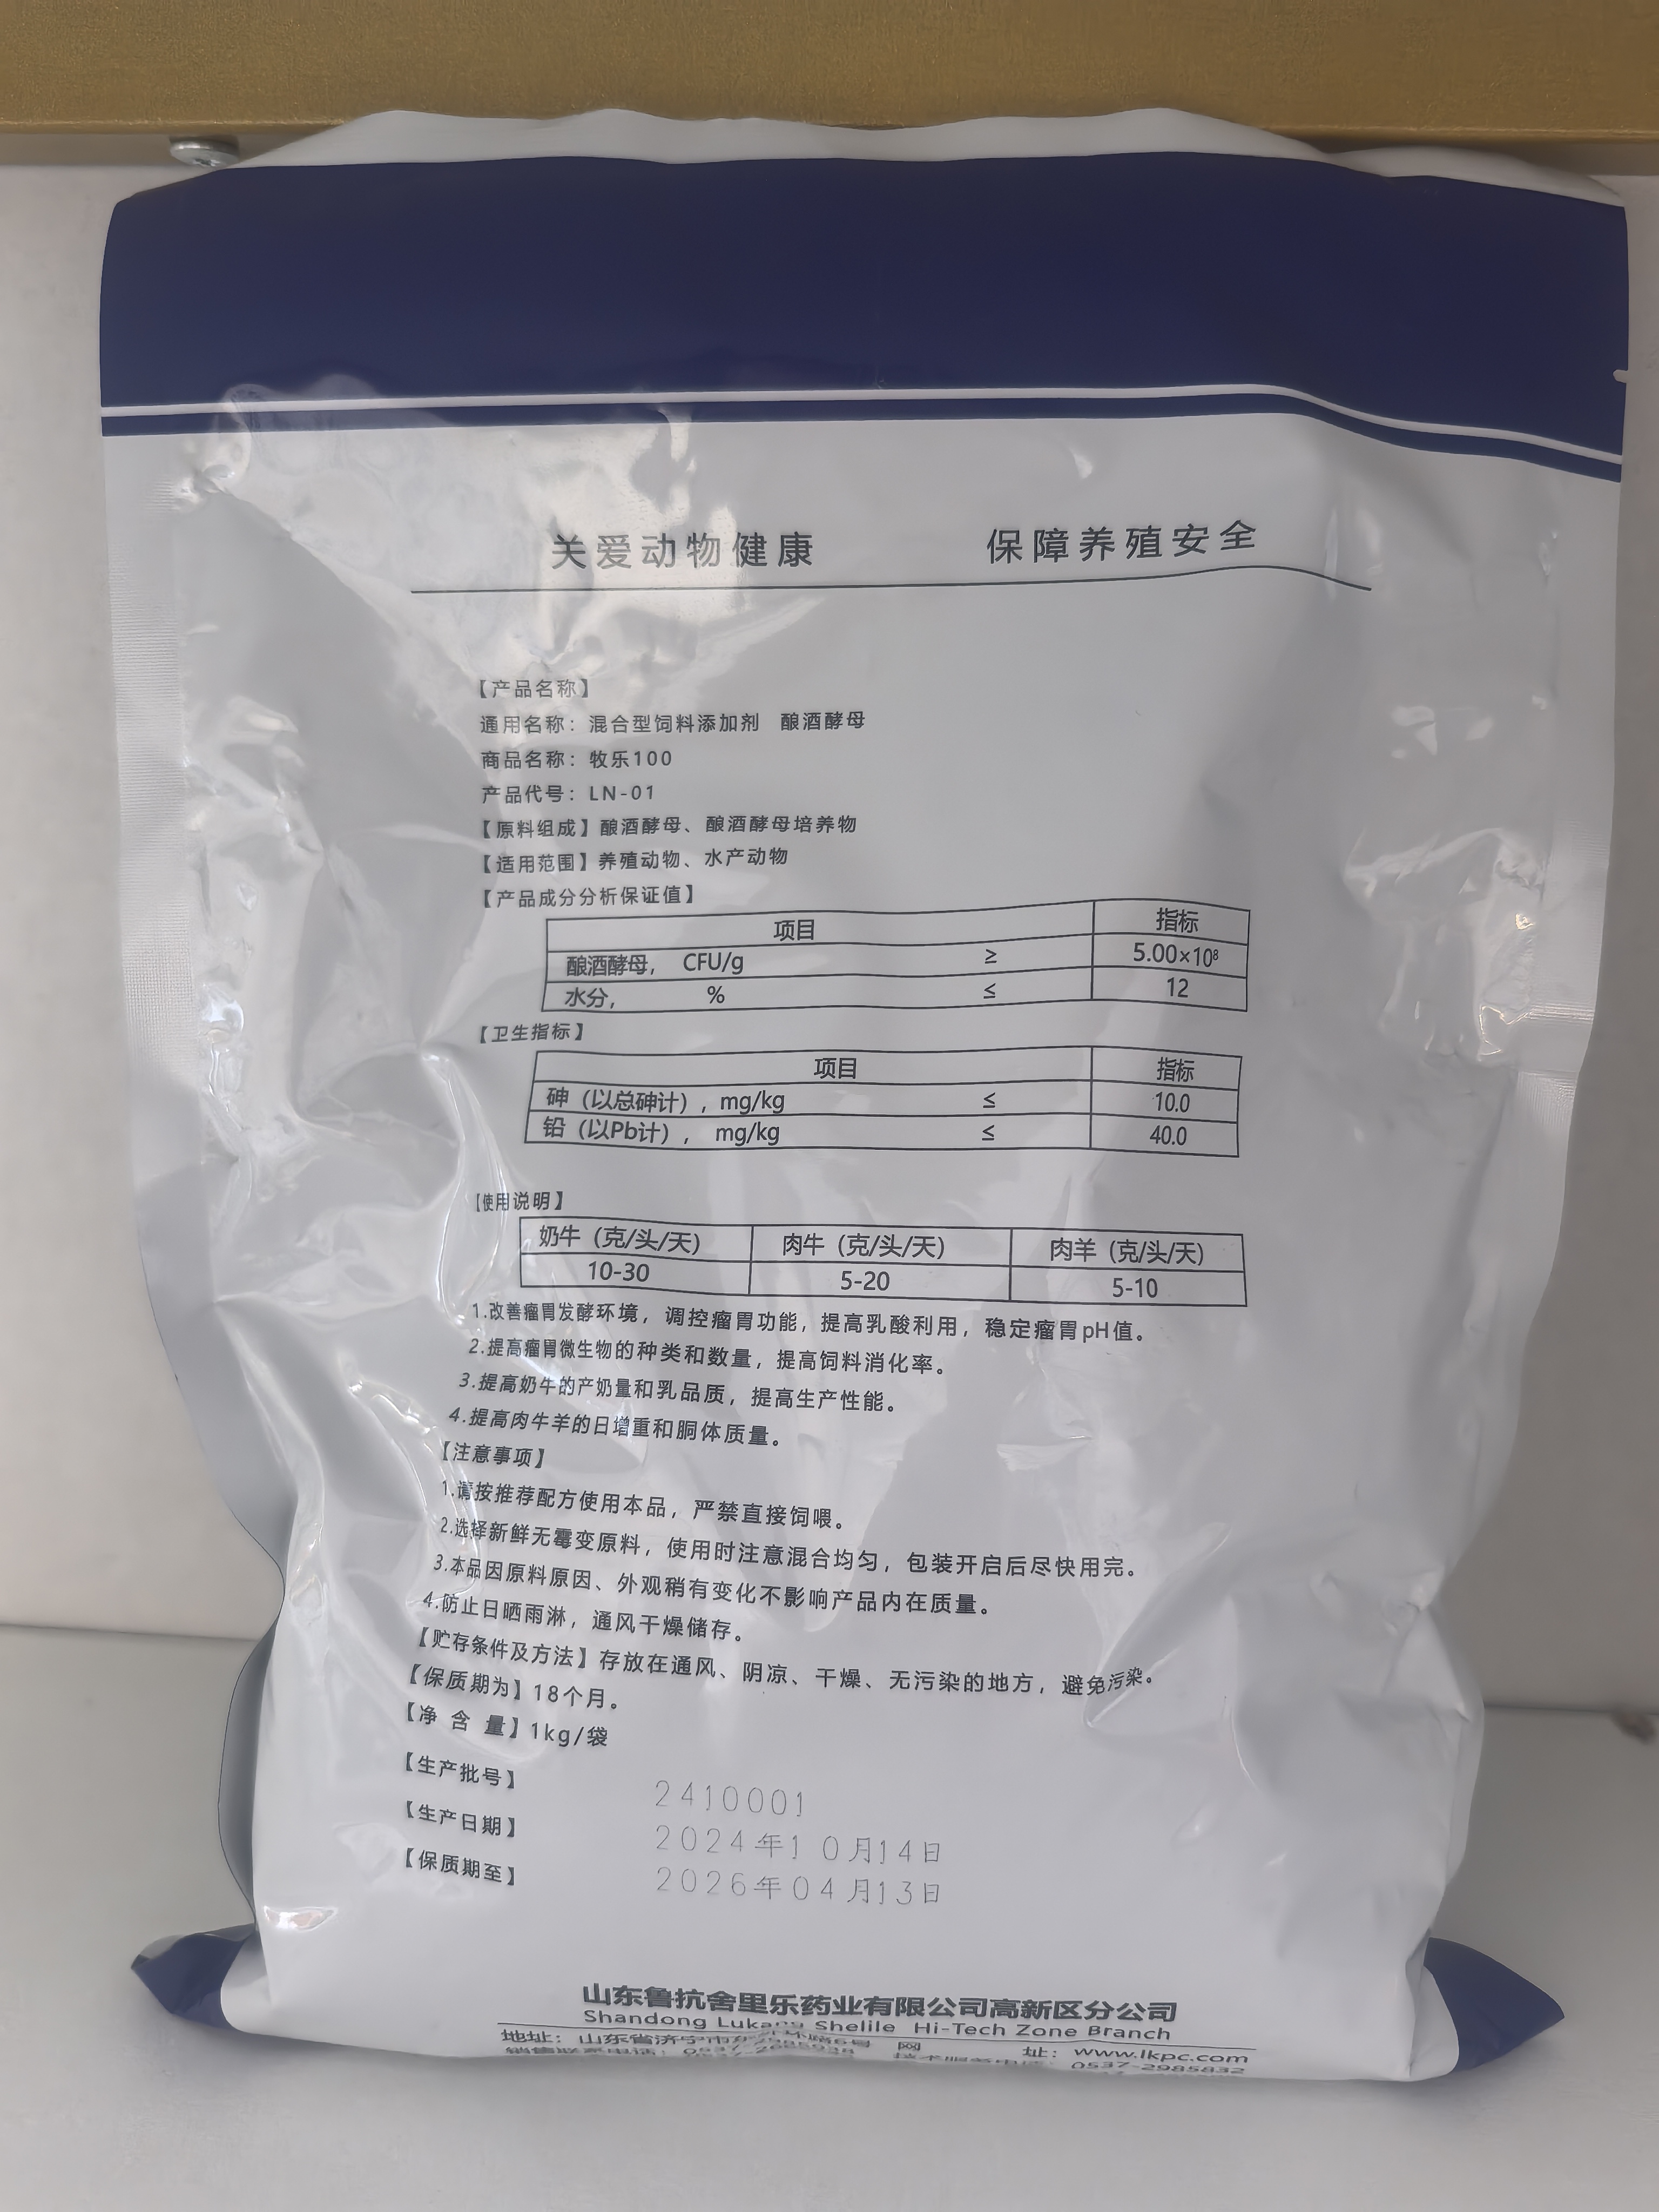 关爱动物健康 保障养殖安全
【产品名称】
通用名称：混合型饲料添加剂 酿酒酵母
商品名称：牧乐100
产品代号：LN-01
【原料组成】酿酒酵母、酿酒酵母培养物
【适用范围】养殖动物、水产动物
【产品成分分析保证值】
项目 指标
酿酒酵母， CFU/g ≥ 5.00×10⁸
水分， % ≤ 12
【卫生指标】
项目 指标
砷（以总砷计），mg/kg ≤ 10.0
铅（以Pb计）， mg/kg ≤ 40.0
【使用说明】
奶牛（克/头/天） 肉牛（克/头/天） 肉羊（克/头/天）
10-30 5-20 5-10
1.改善瘤胃发酵环境，调控瘤胃功能，提高乳酸利用，稳定瘤胃pH值。
2.提高瘤胃微生物的种类和数量，提高饲料消化率。
3.提高奶牛的产奶量和乳品质，提高生产性能。
4.提高肉牛羊的日增重和胴体质量。
【注意事项】
1.请按推荐配方使用本品，严禁直接饲喂。
2.选择新鲜无霉变原料，使用时注意混合均匀，包装开启后尽快用完。
3.本品因原料原因、外观稍有变化不影响产品内在质量。
4.防止日晒雨淋，通风干燥储存。
【贮存条件及方法】存放在通风、阴凉、干燥、无污染的地方，避免污染。
【保质期为】18个月。
【净 含 量】1kg/袋
【生产批号】 2410001
【生产日期】 2024年10月14日
【保质期至】 2026年04月13日
山东鲁抗舍里乐药业有限公司高新区分公司
Shandong Lukang Shelile Hi-Tech Zone Branch
地址：山东省济宁市 网 址：www.lkpc.com
销售联系电话： 技术服务电话：0537-2985832